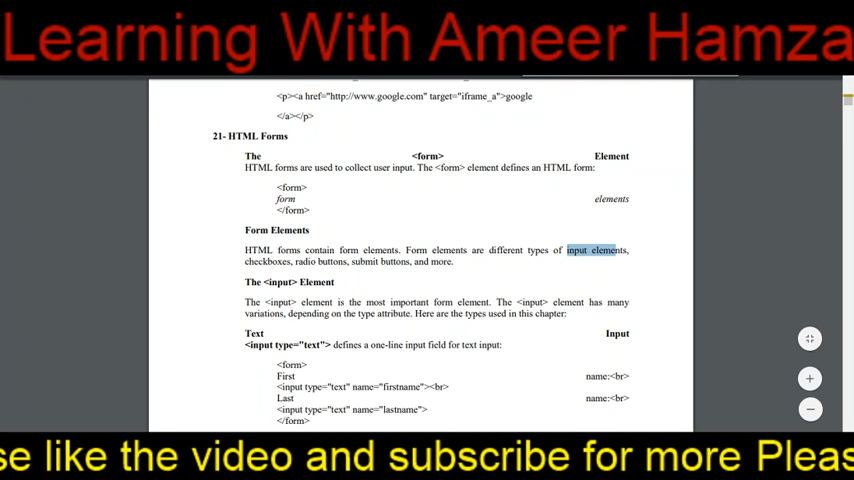 Learning With Ameer Hamza
<p><a href="http://www.google.com" target="iframe_a">google
</a></p>
21- HTML Forms
The <form> Element
HTML forms are used to collect user input. The <form> element defines an HTML form:
<form>
form elements
</form>
Form Elements
HTML forms contain form elements. Form elements are different types of input elements,
checkboxes, radio buttons, submit buttons, and more.
The <input> Element
The <input> element is the most important form element. The <input> element has many
variations, depending on the type attribute. Here are the types used in this chapter:
Text Input
<input type="text"> defines a one-line input field for text input:
<form>
First name:<br>
<input type="text" name="firstname"><br>
Last name:<br>
<input type="text" name="lastname">
</form>
se like the video and subscribe for more Pleas